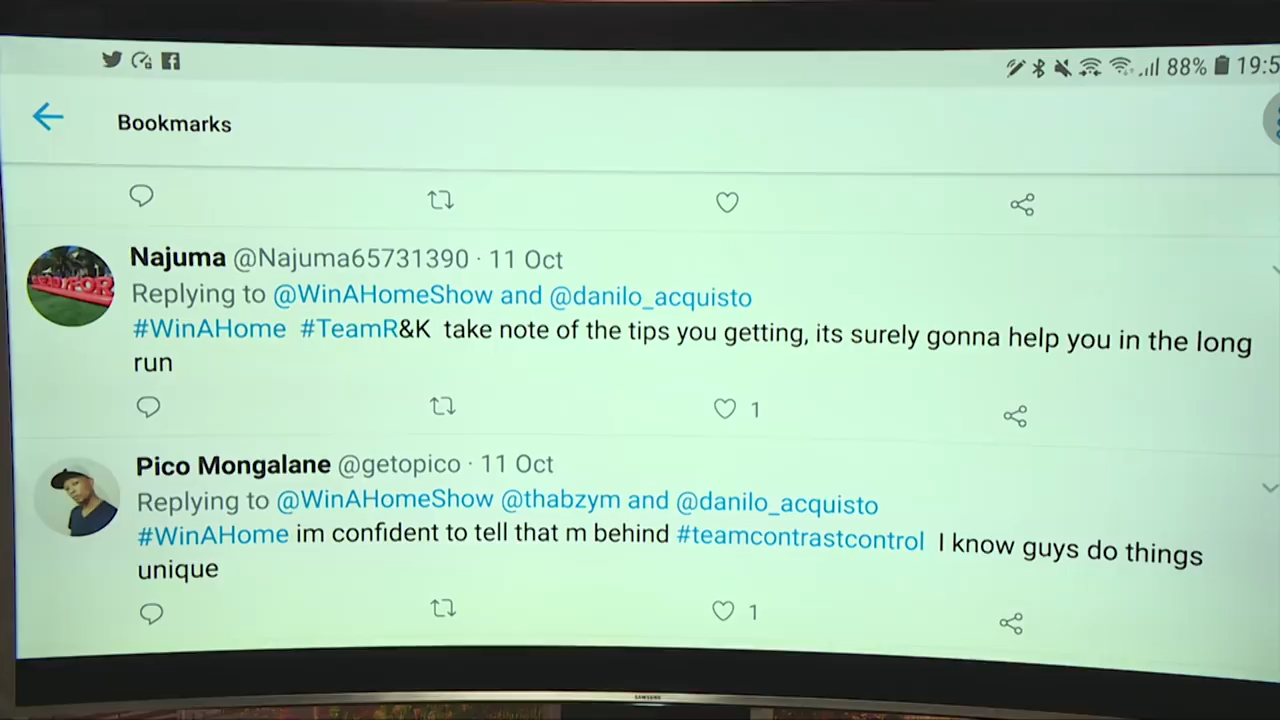 88% 19:5
Bookmarks
Najuma @Najuma65731390 · 11 Oct
Replying to @WinAHomeShow and @danilo_acquisto
#WinAHome #TeamR&K take note of the tips you getting, its surely gonna help you in the long
run
1
Pico Mongalane @getopico · 11 Oct
Replying to @WinAHomeShow @thabzym and @danilo_acquisto
#WinAHome im confident to tell that m behind #teamcontrastcontrol I know guys do things
unique
1
SAMSUNG